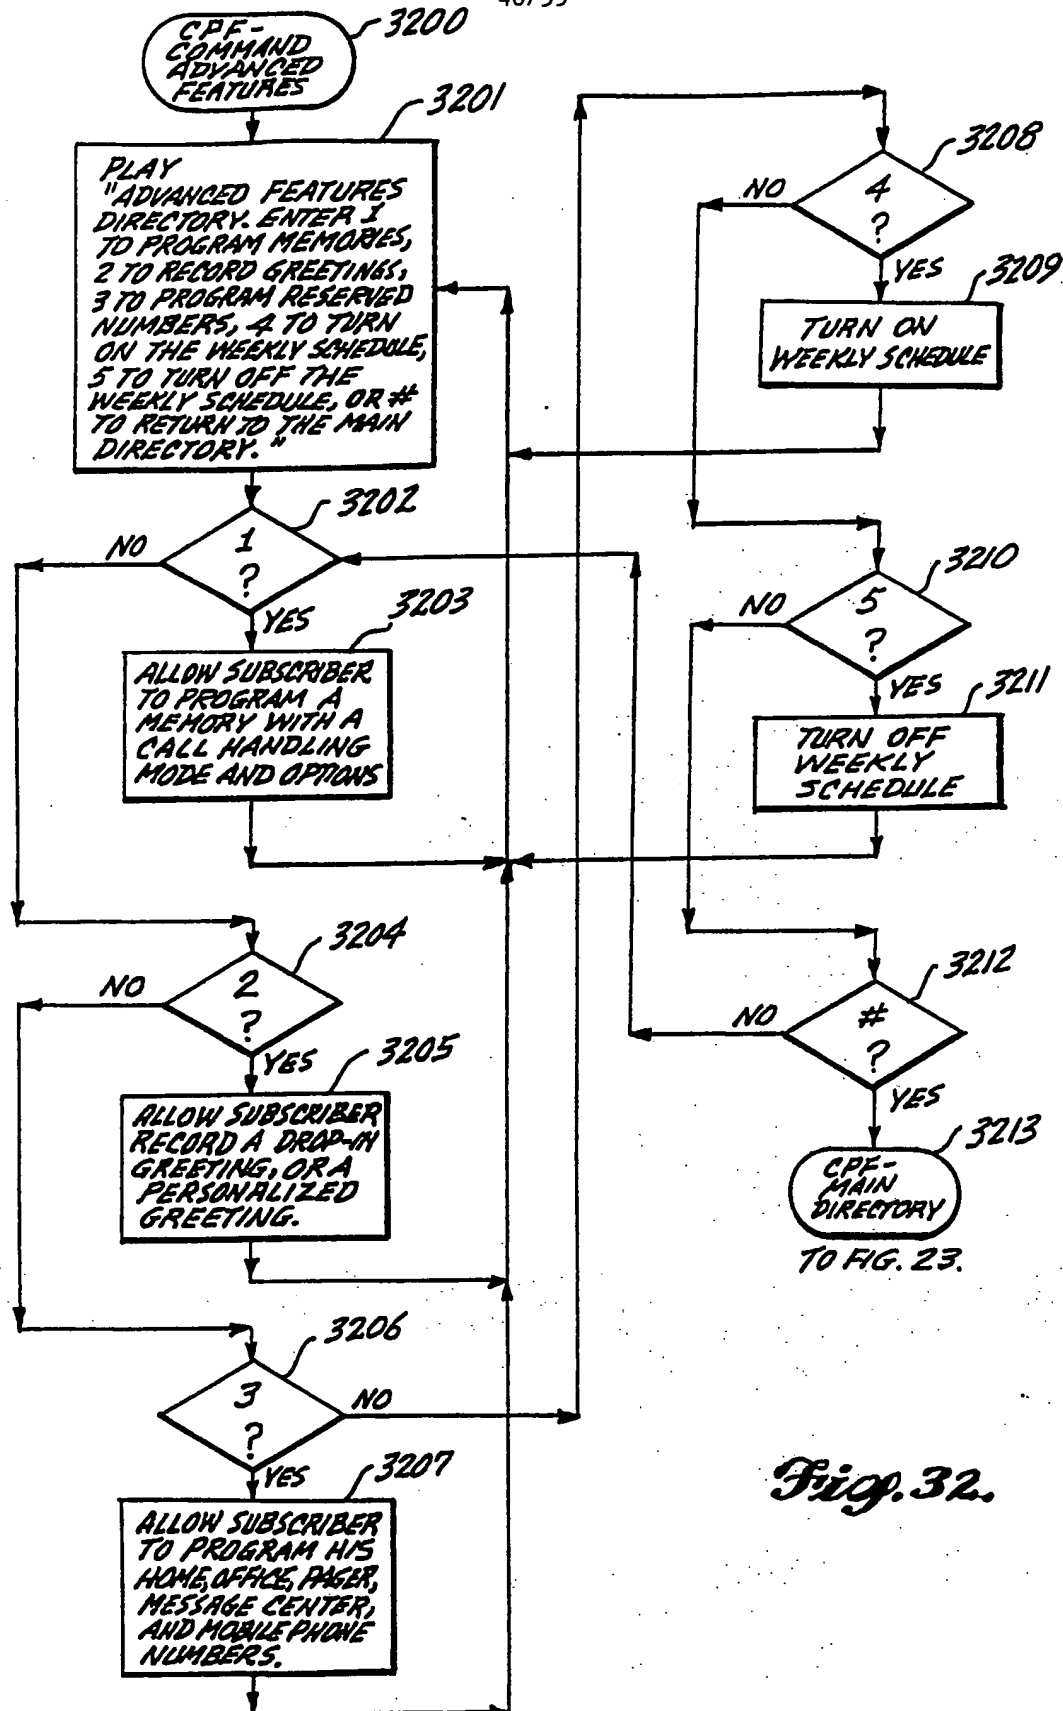 CPF-
COMMAND
ADVANCED
FEATURES
3200
3201
PLAY
"ADVANCED FEATURES
DIRECTORY. ENTER 1
TO PROGRAM MEMORIES,
2 TO RECORD GREETINGS,
3 TO PROGRAM RESERVED
NUMBERS, 4 TO TURN
ON THE WEEKLY SCHEDULE,
5 TO TURN OFF THE
WEEKLY SCHEDULE, OR #
TO RETURN TO THE MAIN
DIRECTORY."
3202
1
?
NO
YES
3203
ALLOW SUBSCRIBER
TO PROGRAM A
MEMORY WITH A
CALL HANDLING
MODE AND OPTIONS
3204
2
?
NO
YES
3205
ALLOW SUBSCRIBER
RECORD A DROP-IN
GREETING, OR A
PERSONALIZED
GREETING.
3206
3
?
NO
YES
3207
ALLOW SUBSCRIBER
TO PROGRAM HIS
HOME, OFFICE, PAGER,
MESSAGE CENTER,
AND MOBILE PHONE
NUMBERS.
3208
4
?
NO
YES
3209
TURN ON
WEEKLY SCHEDULE
3210
5
?
NO
YES
3211
TURN OFF
WEEKLY
SCHEDULE
3212
#
?
NO
YES
3213
CPF-
MAIN
DIRECTORY
TO FIG. 23.
Fig. 32.